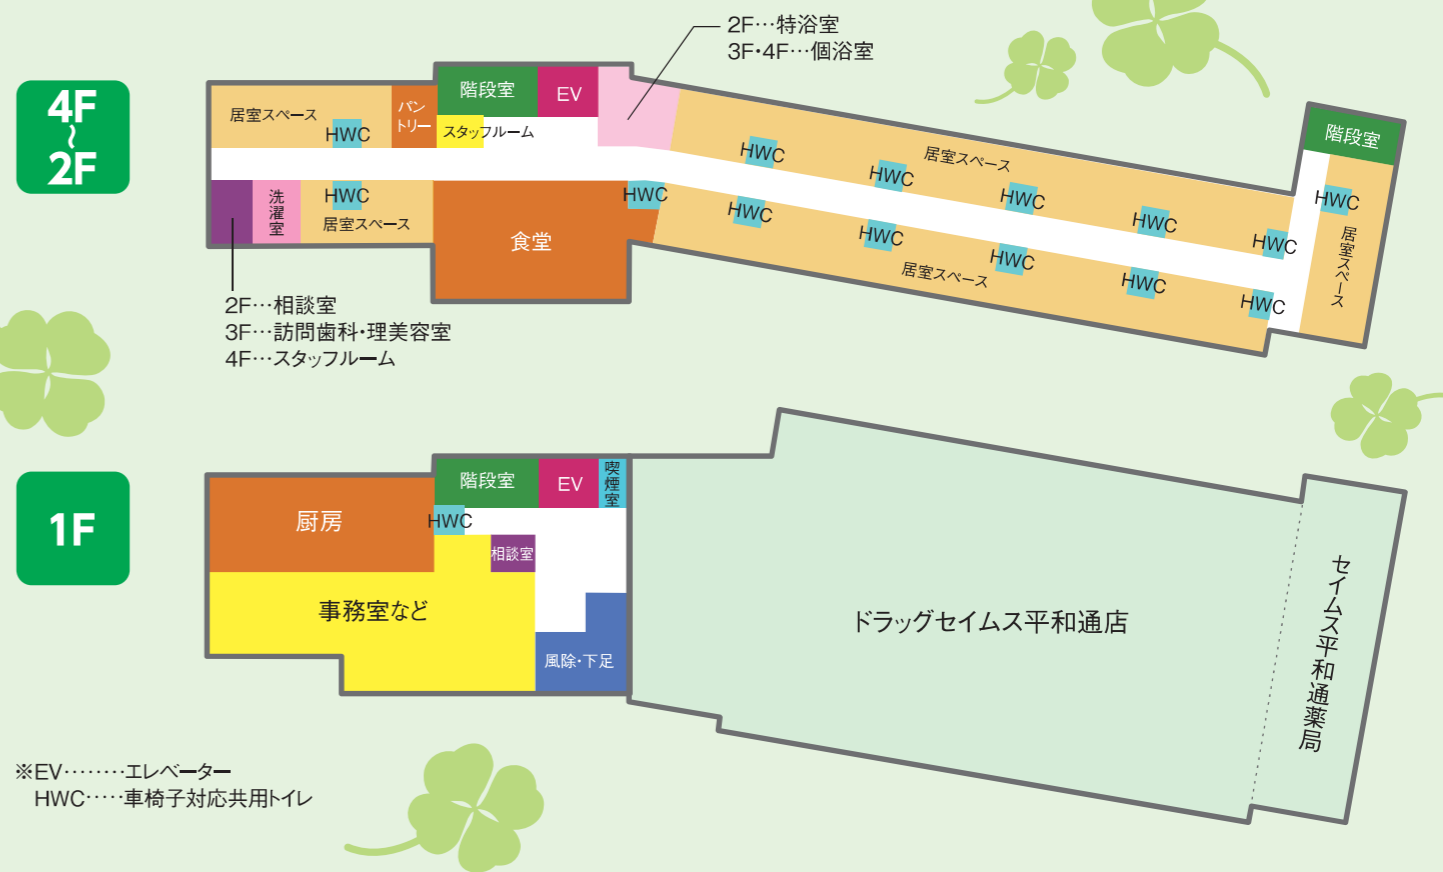 2F…特浴室
3F・4F…個浴室
4F
〜
2F
居室スペース
HWC
パン
トリー
階段室
EV
スタッフルーム
HWC
居室スペース
HWC
HWC
HWC
HWC
階段室
HWC
居室スペース
洗濯室
HWC
居室スペース
食堂
HWC
HWC
HWC
居室スペース
HWC
HWC
HWC
2F…相談室
3F…訪問歯科・理美容室
4F…スタッフルーム
1F
厨房
階段室
EV
喫煙室
HWC
相談室
事務室など
風除・下足
ドラッグセイムス平和通店
セイムス平和通薬局
※EV………エレベーター
HWC……車椅子対応共用トイレ